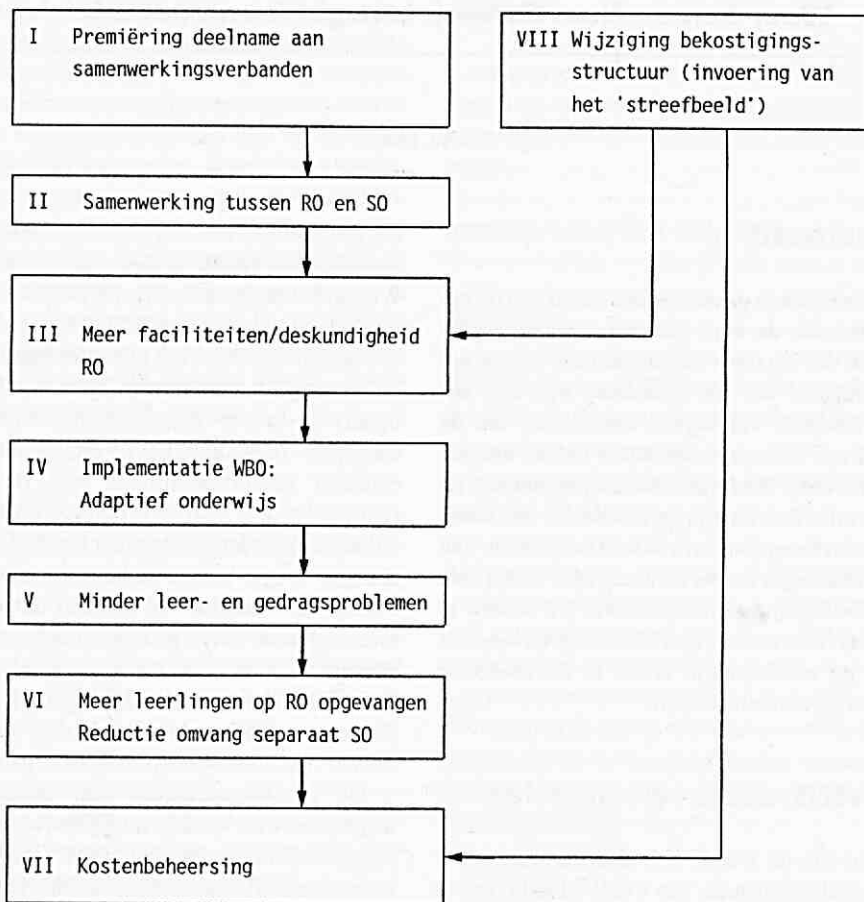 I Premiëring deelname aan
samenwerkingsverbanden
VIII Wijziging bekostigings-
structuur (invoering van
het 'streefbeeld')
II Samenwerking tussen RO en SO
III Meer faciliteiten/deskundigheid
RO
IV Implementatie WBO:
Adaptief onderwijs
V Minder leer- en gedragsproblemen
VI Meer leerlingen op RO opgevangen
Reductie omvang separaat SO
VII Kostenbeheersing